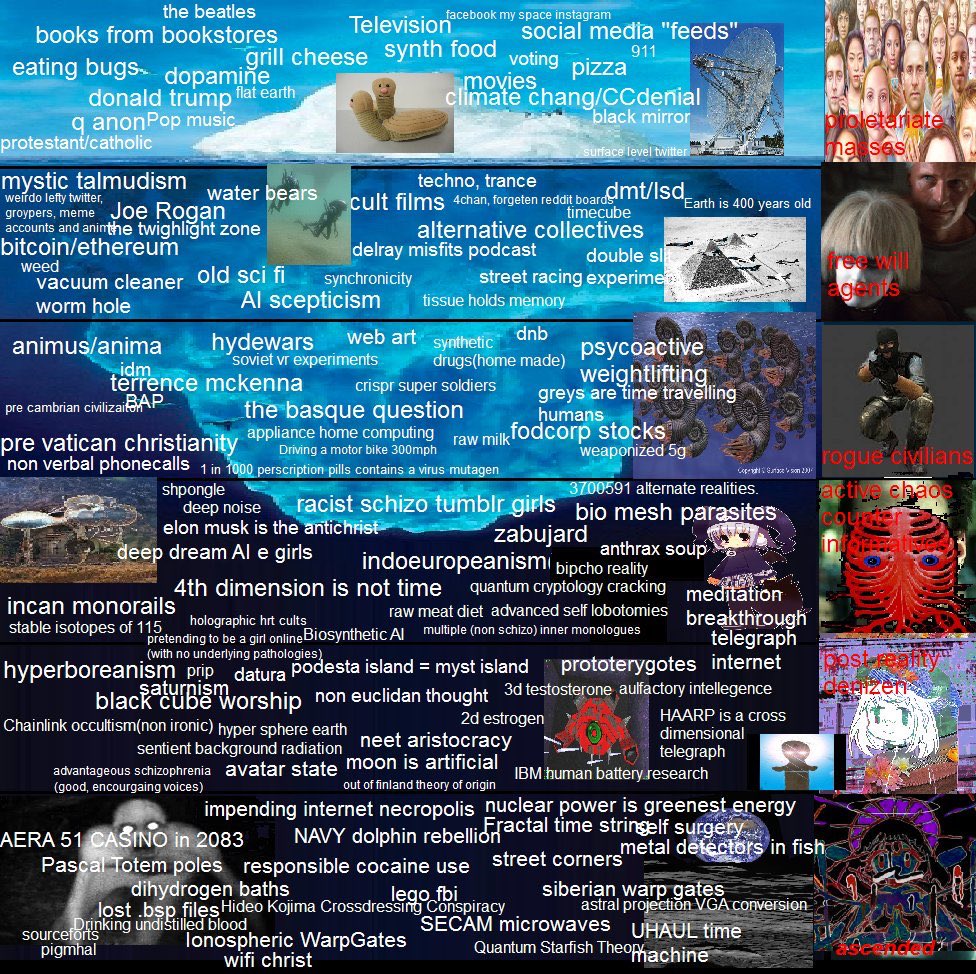 the beatles
facebook my space instagram
Television
books from bookstores
social media "feeds"
grill cheese
synth food
voting
911
eating bugs
dopamine
movies
pizza
donald trump
flat earth
climate chang/CCdenial
q anon
Pop music
black mirror
protestant/catholic
surface level twitter
proletariate
masses
mystic talmudism
water bears
techno, trance
dmt/lsd
weirdo lefty twitter,
groypers, meme
accounts and anime
cult films
4chan, forgeten reddit boards
Earth is 400 years old
Joe Rogan
timecube
the twighlight zone
alternative collectives
bitcoin/ethereum
delray misfits podcast
double sl
experime
weed
vacuum cleaner
old sci fi
synchronicity
street racing
worm hole
AI scepticism
tissue holds memory
free will
agents
animus/anima
hydewars
web art
synthetic
drugs(home made)
dnb
psycoactive
weightlifting
soviet vr experiments
idm
terrence mckenna
crispr super soldiers
greys are time travelling
humans
BAP
pre cambrian civilizaiton
the basque question
appliance home computing
raw milk
fodcorp stocks
pre vatican christianity
Driving a motor bike 300mph
weaponized 5g
non verbal phonecalls
1 in 1000 perscription pills contains a virus mutagen
Copyright © Surface Vision 2007
rogue civilians
shpongle
deep noise
racist schizo tumblr girls
3700591 alternate realities.
bio mesh parasites
elon musk is the antichrist
zabujard
deep dream AI e girls
anthrax soup
indoeuropeanism
bipcho reality
4th dimension is not time
quantum cryptology cracking
meditation
breakthrough
incan monorails
raw meat diet
advanced self lobotomies
stable isotopes of 115
holographic hrt cults
multiple (non schizo) inner monologues
telegraph
internet
pretending to be a girl online
(with no underlying pathologies)
Biosynthetic AI
active chaos
counter
informatives
hyperboreanism
prip
datura
podesta island = myst island
prototerygotes
saturnism
black cube worship
non euclidan thought
3d testosterone
aulfactory intellegence
Chainlink occultism(non ironic)
hyper sphere earth
2d estrogen
HAARP is a cross
dimensional
telegraph
sentient background radiation
neet aristocracy
advantageous schizophrenia
(good, encourgaing voices)
avatar state
moon is artificial
out of finland theory of origin
IBM human battery research
post-reality
denizen
impending internet necropolis
nuclear power is greenest energy
AERA 51 CASINO in 2083
NAVY dolphin rebellion
Fractal time string
self surgery
metal detectors in fish
Pascal Totem poles
responsible cocaine use
street corners
dihydrogen baths
lego fbi
siberian warp gates
lost .bsp files
Hideo Kojima Crossdressing Conspiracy
astral projection VGA conversion
Drinking undistilled blood
SECAM microwaves
UHAUL time
machine
sourceforts
pigmhal
Ionospheric WarpGates
Quantum Starfish Theory
wifi christ
ascended